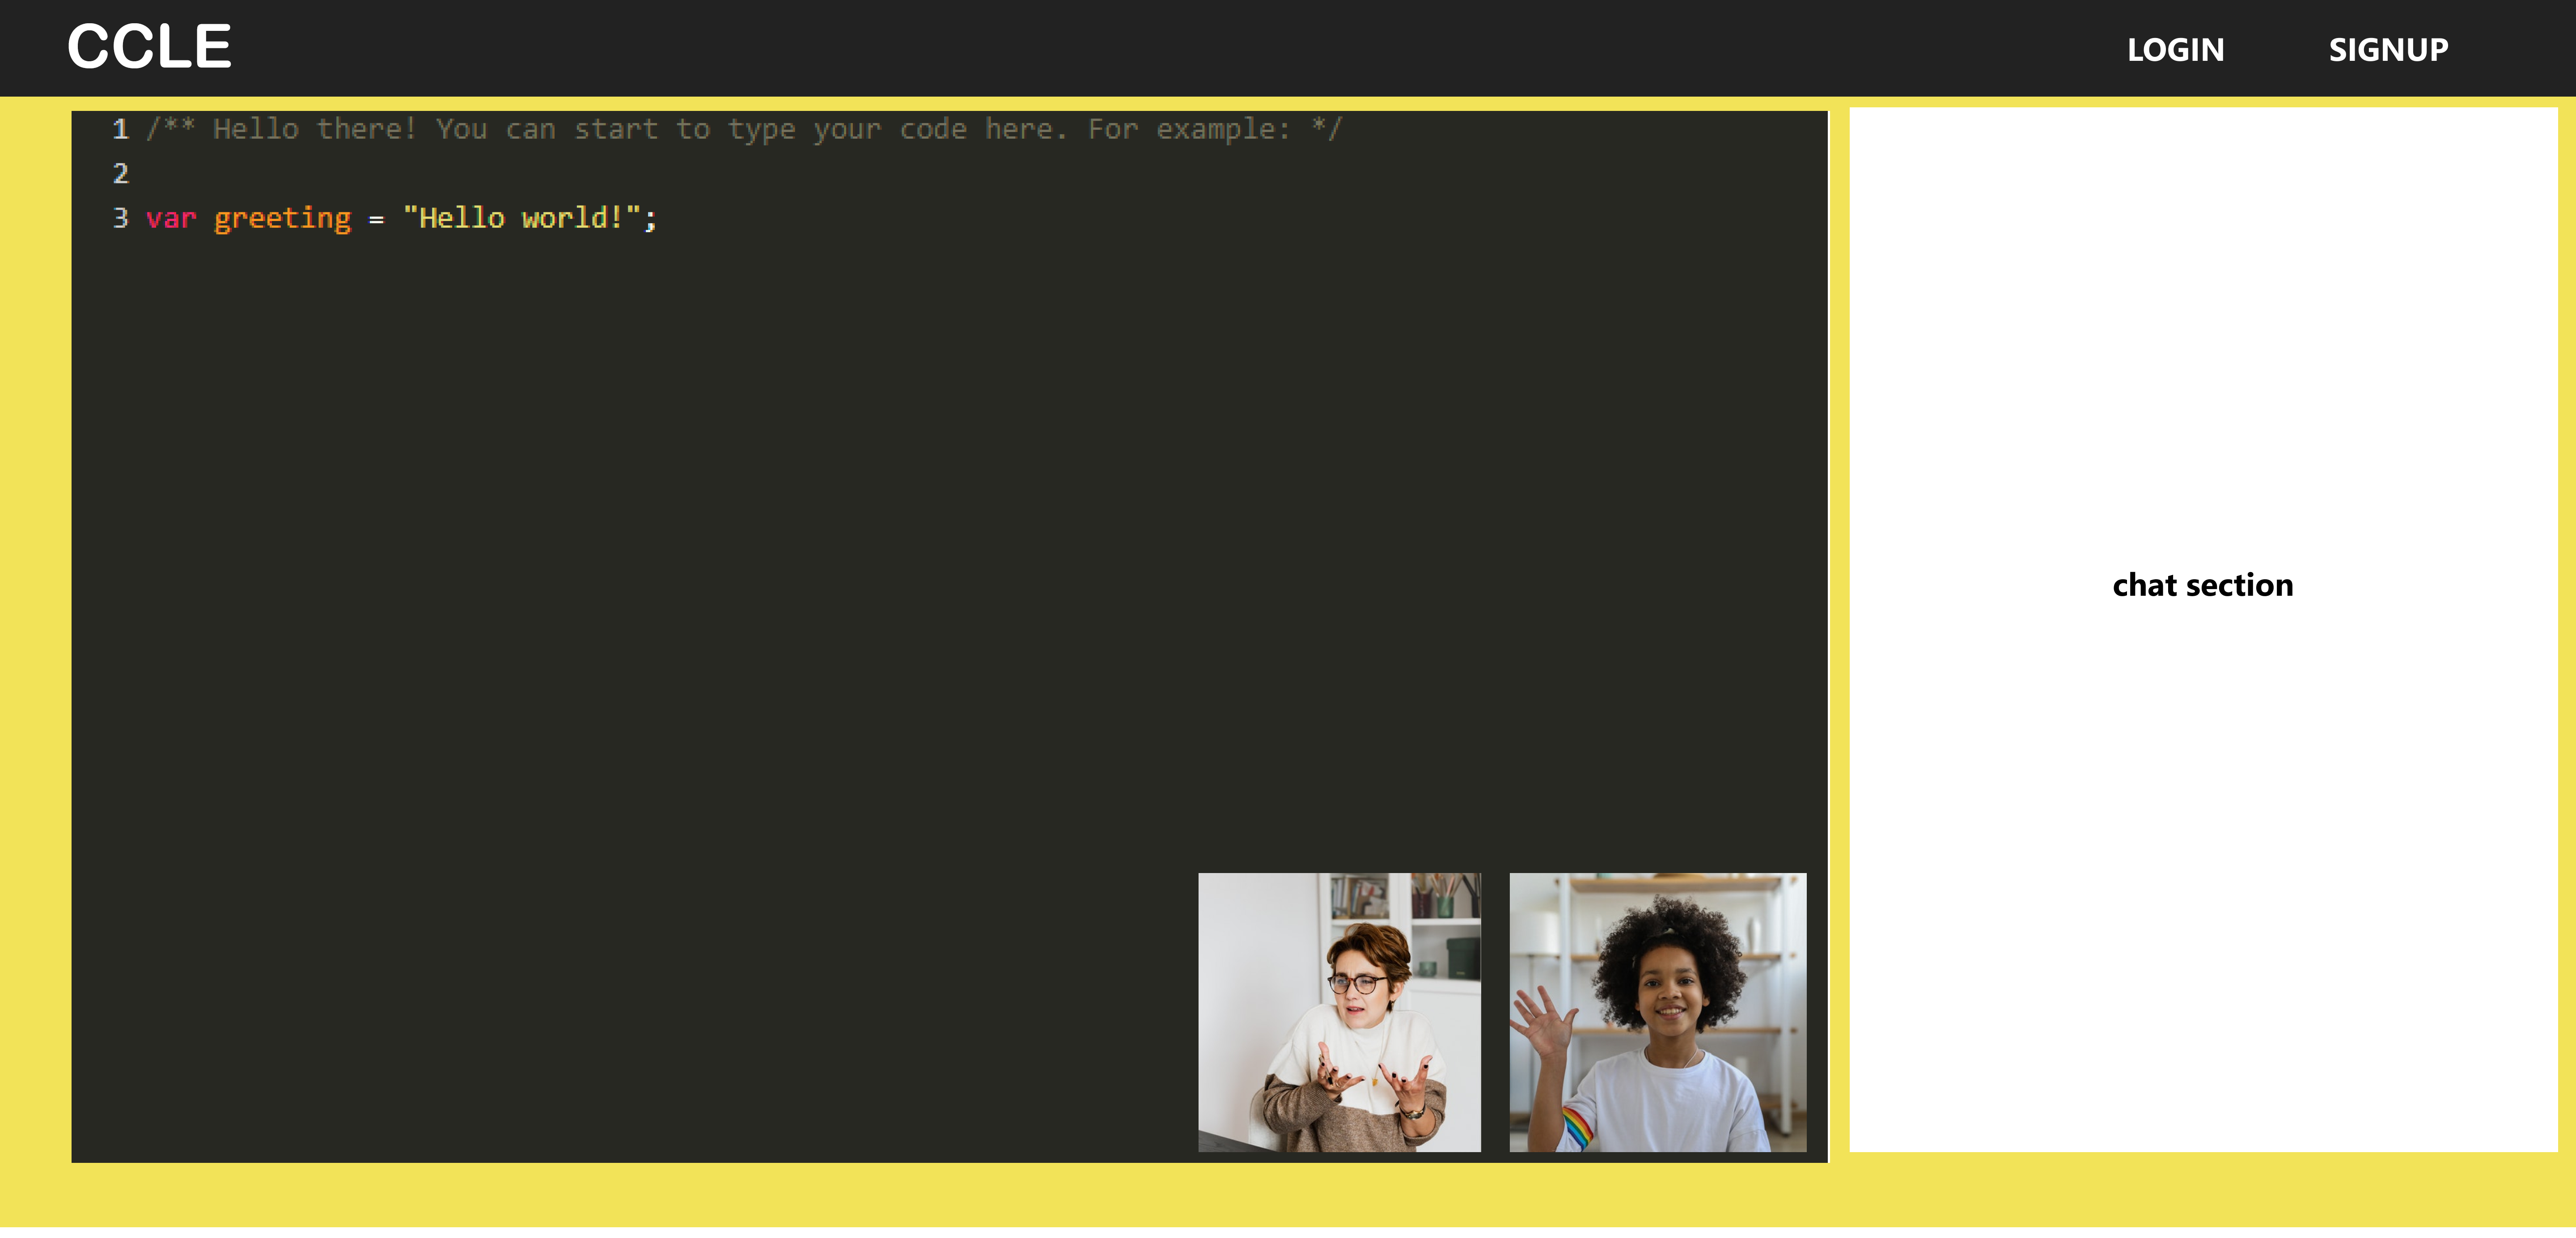 CCLE
LOGIN SIGNUP
1 /** Hello there! You can start to type your code here. For example: */
2
3 var greeting = "Hello world!";
chat section